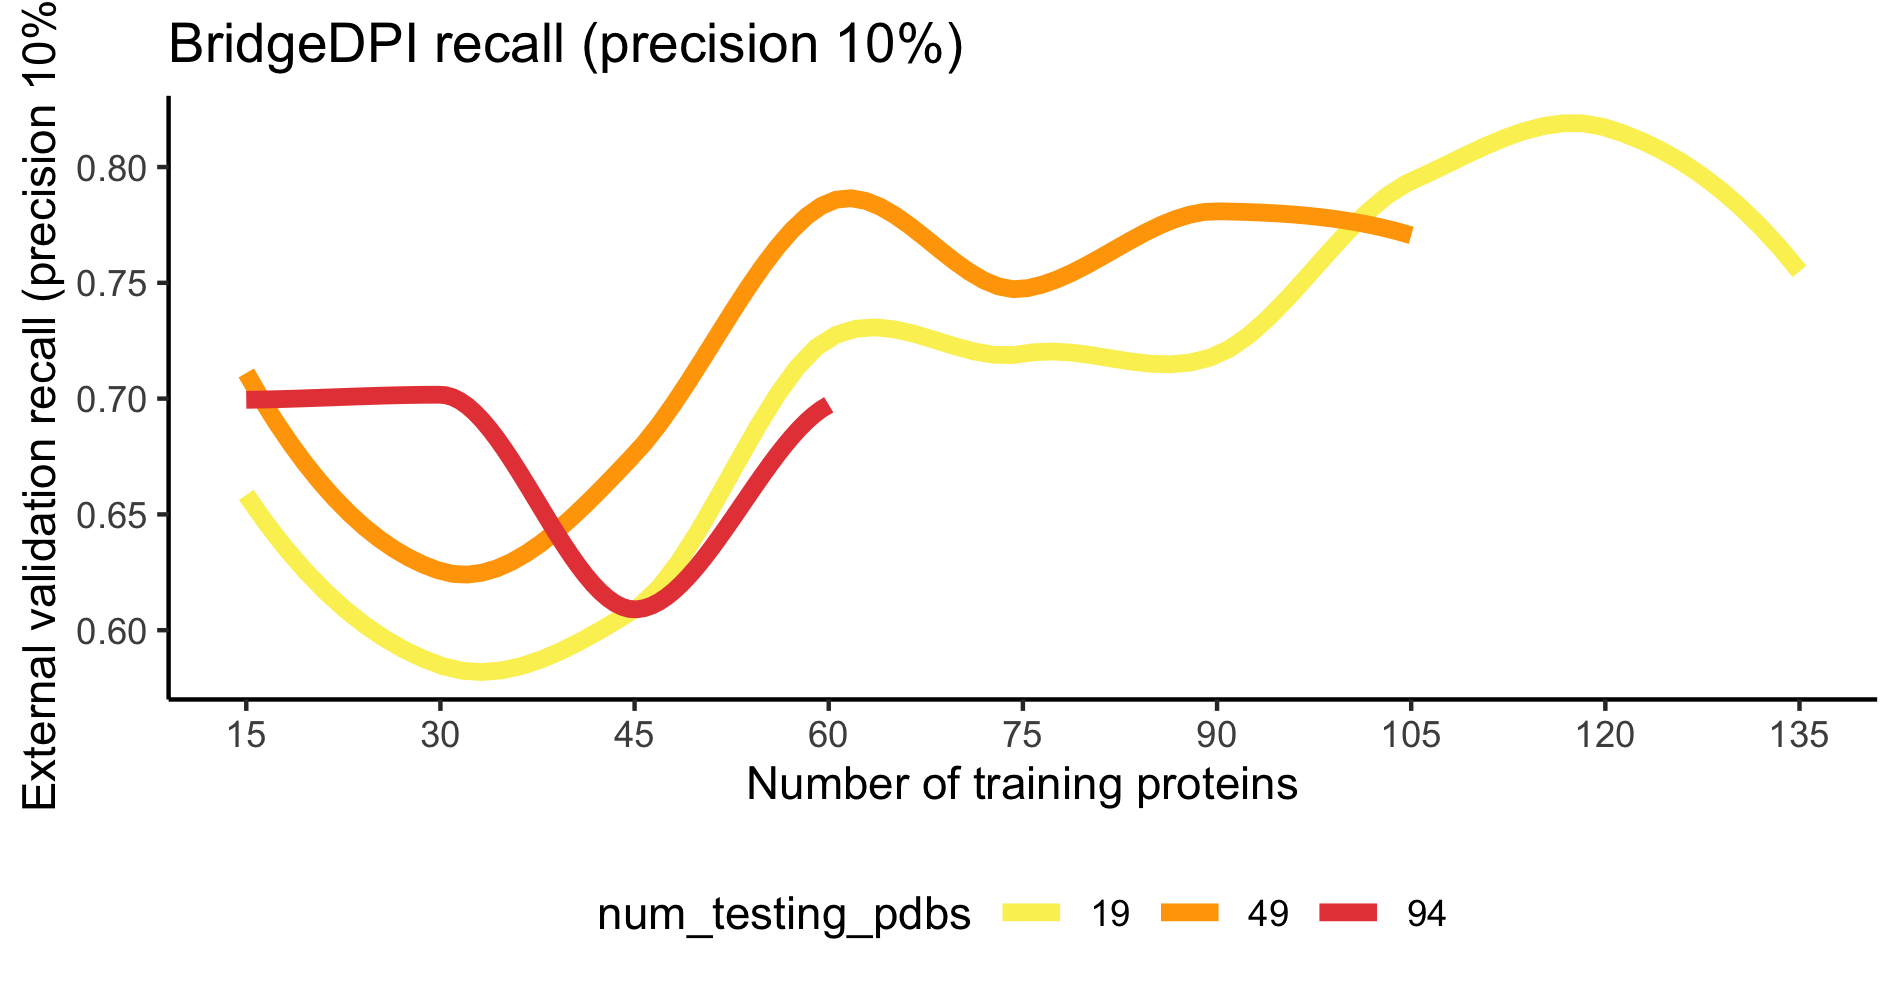 BridgeDPI recall (precision 10%)
External validation recall (precision 10%
0.80
0.75
0.70
0.65
0.60
15 30 45 60 75 90 105 120 135
Number of training proteins
num_testing_pdbs 19 49 94